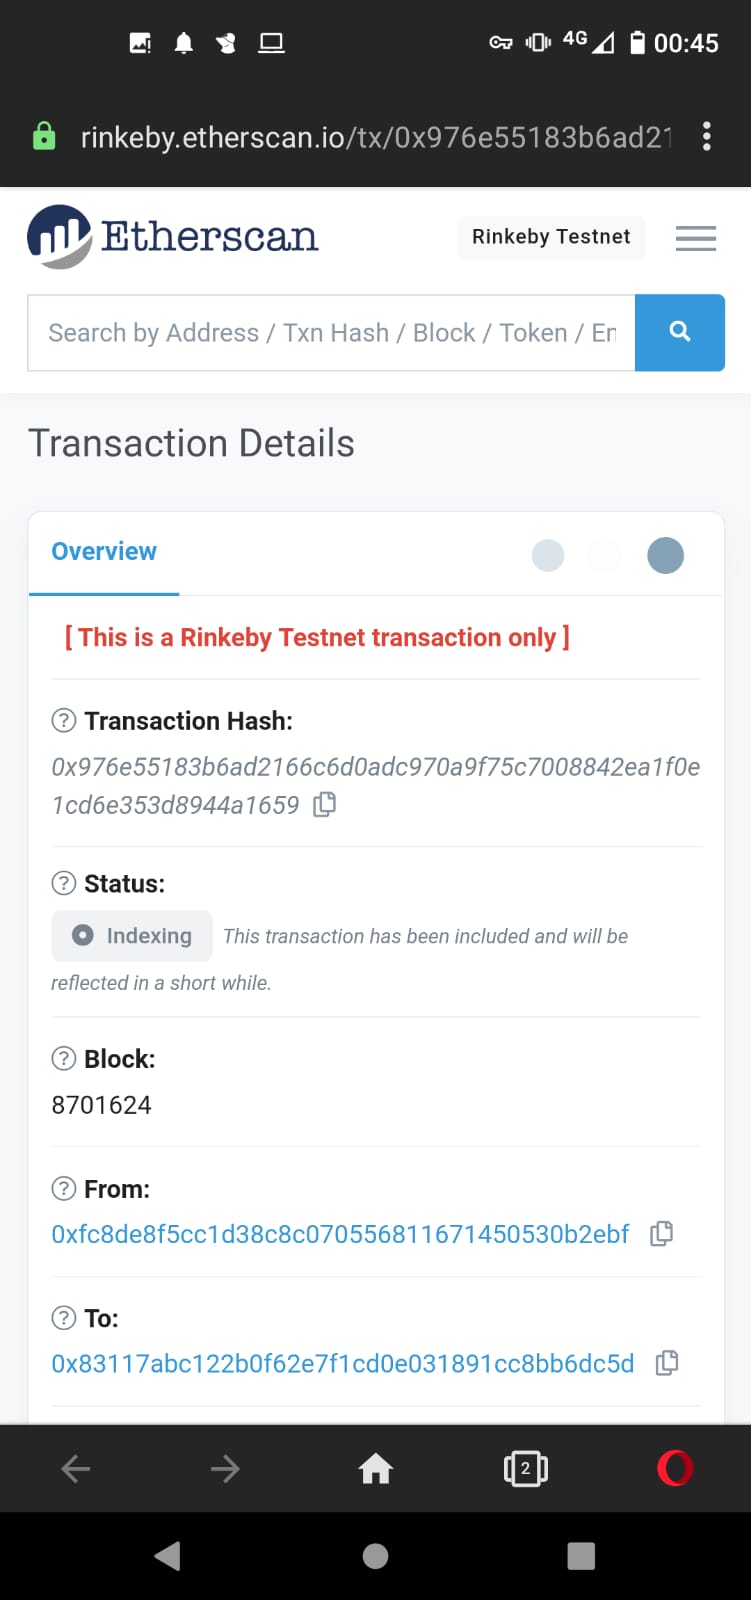 4G 00:45
rinkeby.etherscan.io/tx/0x976e55183b6ad21
Etherscan
Rinkeby Testnet
Search by Address / Txn Hash / Block / Token / En
Transaction Details
Overview
[ This is a Rinkeby Testnet transaction only ]
Transaction Hash:
0x976e55183b6ad2166c6d0adc970a9f75c7008842ea1f0e
1cd6e353d8944a1659
Status:
Indexing This transaction has been included and will be
reflected in a short while.
Block:
8701624
From:
0xfc8de8f5cc1d38c8c070556811671450530b2ebf
To:
0x83117abc122b0f62e7f1cd0e031891cc8bb6dc5d
2